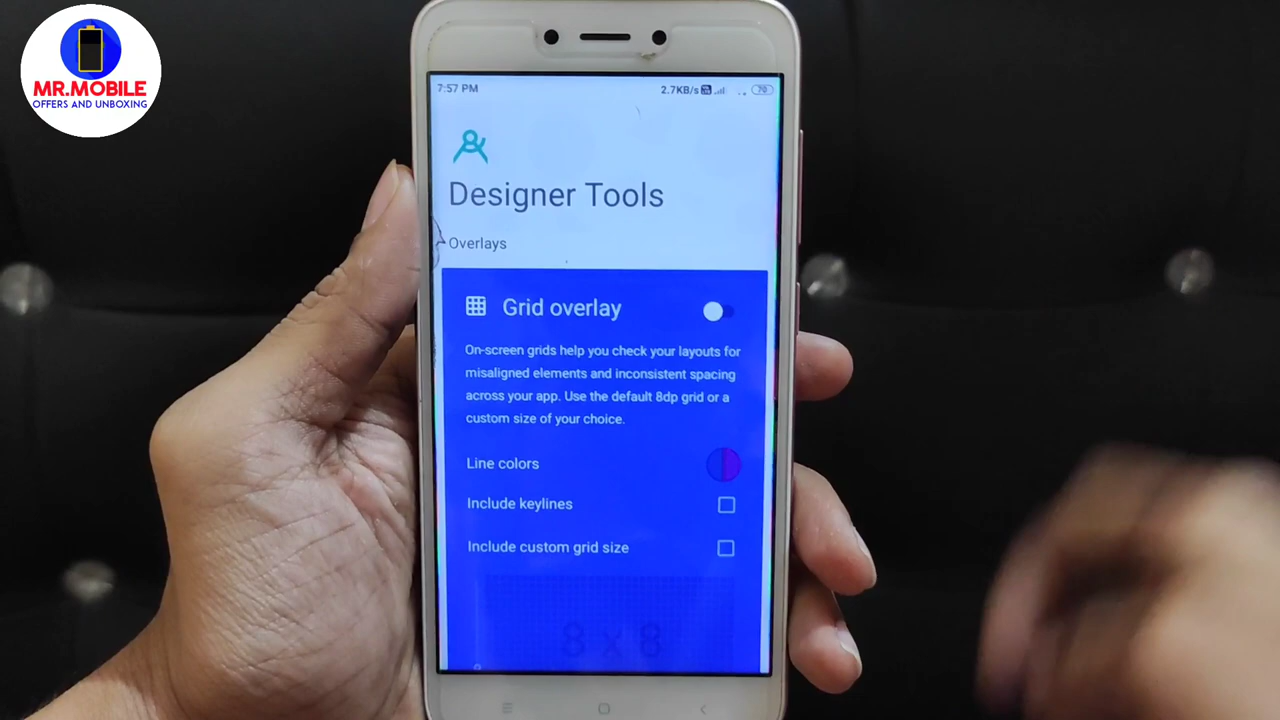 MR.MOBILE
OFFERS AND UNBOXING
7:57 PM
2.7KB/s
70
Designer Tools
Overlays
Grid overlay
On-screen grids help you check your layouts for
misaligned elements and inconsistent spacing
across your app. Use the default 8dp grid or a
custom size of your choice.
Line colors
Include keylines
Include custom grid size
8 x 8